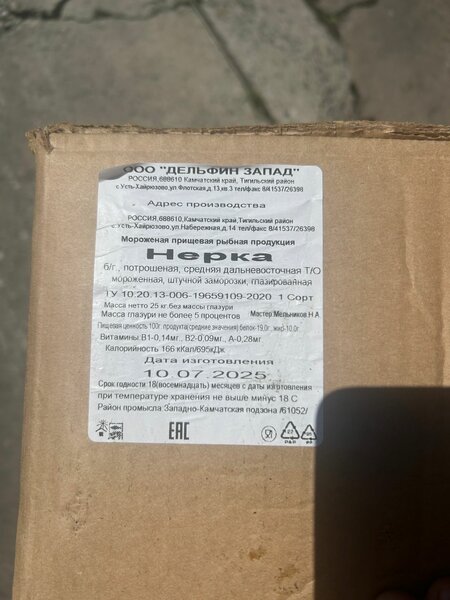 ООО "ДЕЛЬФИН ЗАПАД"
РОССИЯ,688610 Камчатский край, Тигильский район
с.Усть-Хайрюзово,ул.Флотская,д.13,кв.3 тел/факс 8/41537/26398
Адрес производства
РОССИЯ,688610,Камчатский край,Тигильский район
с.Усть-Хайрюзово,ул.Набережная,д.14 тел/факс 8/41537/26398
Мороженая пищевая рыбная продукция
Нерка
б/г , потрошеная, средняя дальневосточная Т/О
мороженная, штучной заморозки, глазированная
ТУ 10.20.13-006-19659109-2020 1 Сорт
Масса нетто 25 кг.без массы глазури
Масса глазури не более 5 процентов Мастер Мельников Н.А.
Пищевая ценность 100г. продукта(средние значения) белок-19,0г., жир-10,0г.
Витамины:В1-0,14мг., В2-0,09мг., А-0,28мг
Калорийность 166 кКал/695кДж
Дата изготовления
10.07.2025
Срок годности 18(восемнадцать) месяцев с даты изготовления
при температуре хранения не выше минус 18 С
Район промысла Западно-Камчатская подзона /61052/
EAC